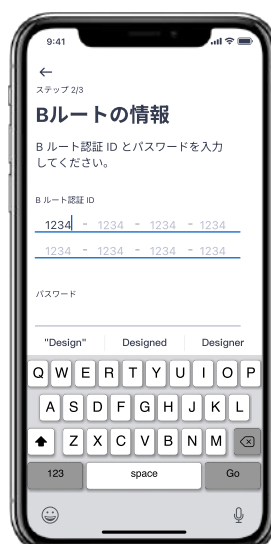 9:41
←
ステップ 2/3
Bルートの情報
B ルート認証 ID とパスワードを入力
してください。
B ルート認証 ID
1234 - 1234 - 1234 - 1234
1234 - 1234 - 1234 - 1234
パスワード
"Design" Designed Designer
Q W E R T Y U I O P
A S D F G H J K L
Z X C V B N M
123 space Go